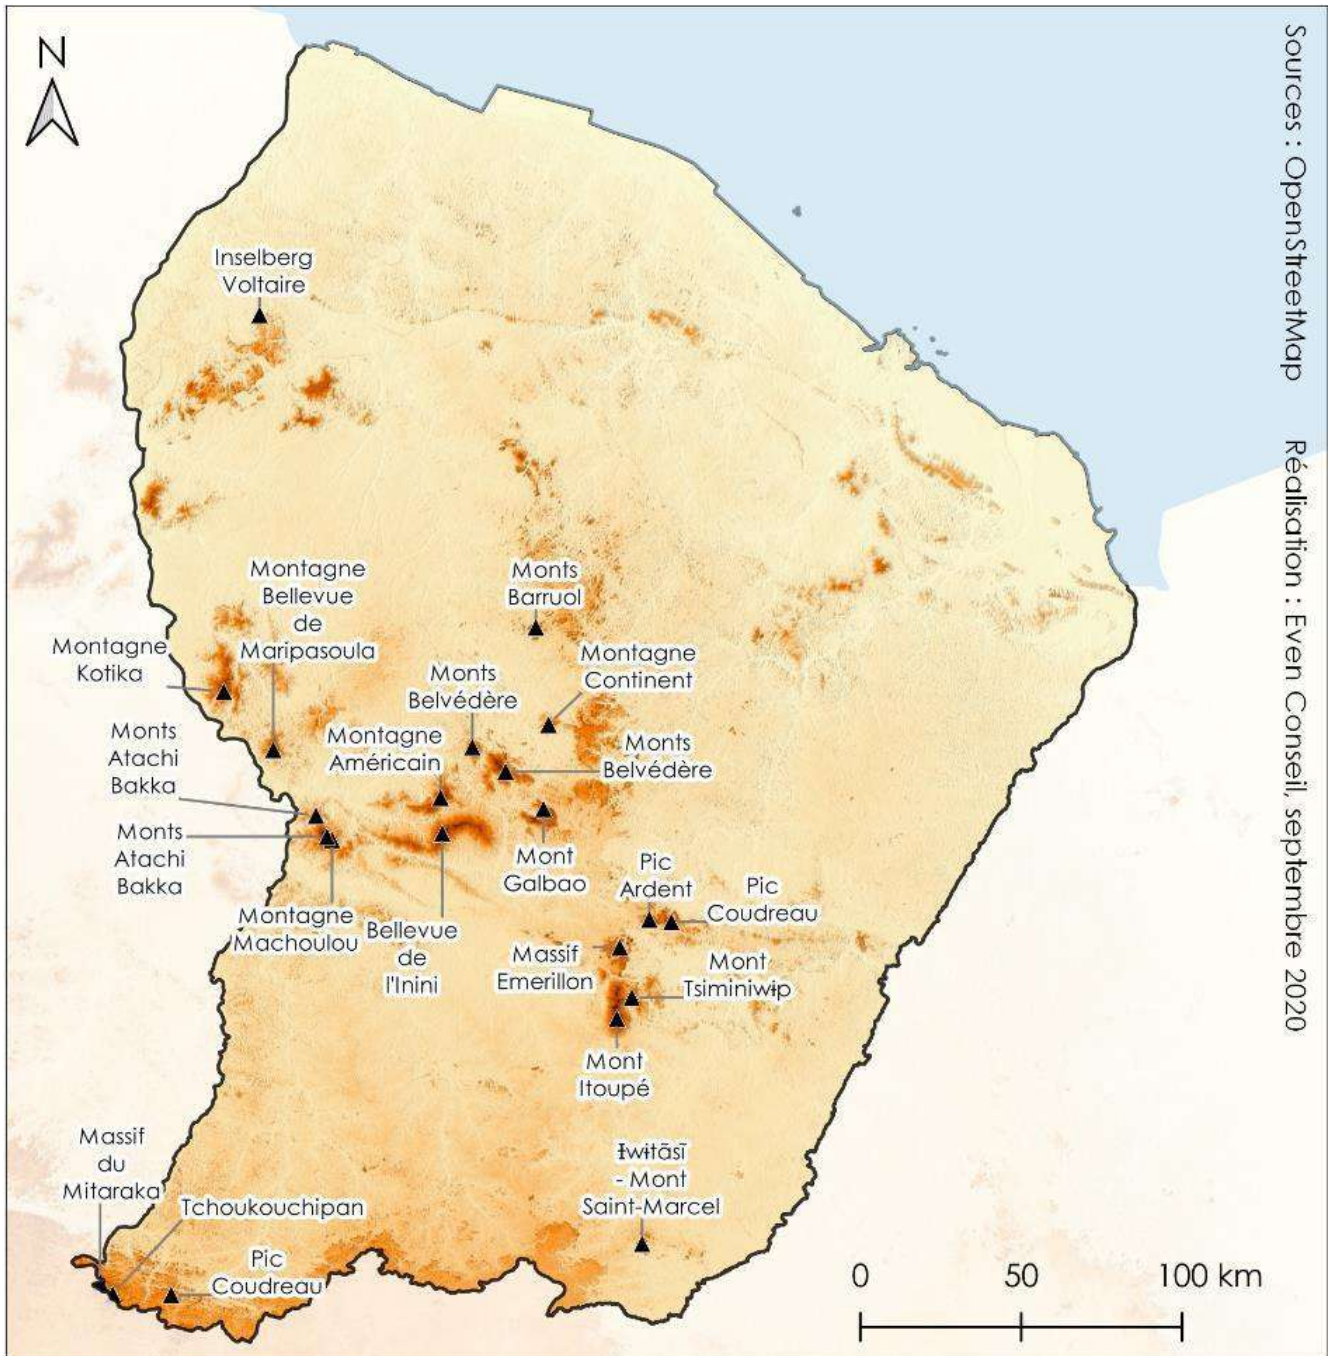 N
Sources : OpenStreetMap
Réalisation : Even Conseil, septembre 2020
Inselberg
Voltaire
Montagne
Bellevue
de
Maripasoula
Monts
Barruol
Montagne
Kotika
Montagne
Continent
Monts
Belvédère
Monts
Atachi
Bakka
Montagne
Américain
Monts
Belvédère
Monts
Atachi
Bakka
Mont
Galbao
Pic
Ardent
Pic
Coudreau
Montagne
Machoulou
Bellevue
de
l'Inini
Massif
Emerillon
Mont
Tsiminiwɨp
Mont
Itoupé
Massif
du
Mitaraka
Ɨwɨtāsī
- Mont
Saint-Marcel
Tchoukouchipan
Pic
Coudreau
0 50 100 km